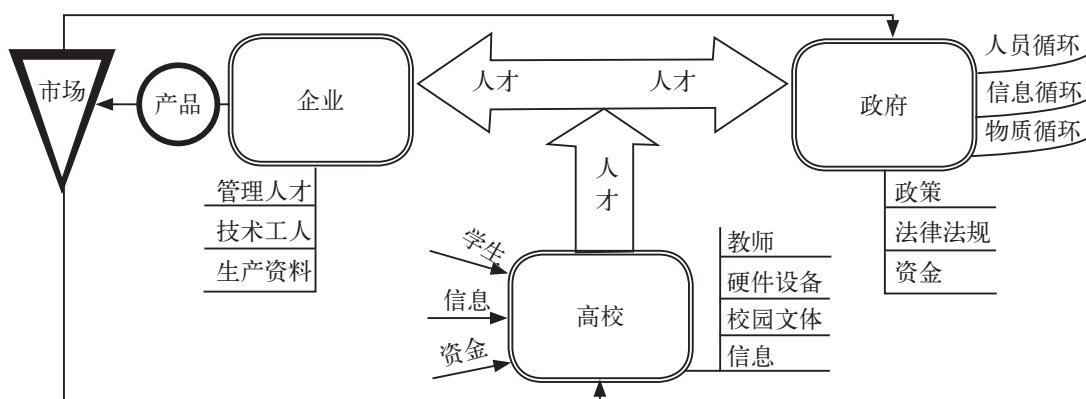 市场
产品
企业
管理人才
技术工人
生产资料
人才
人才
人才
政府
人员循环
信息循环
物质循环
政策
法律法规
资金
学生
信息
资金
高校
教师
硬件设备
校园文体
信息